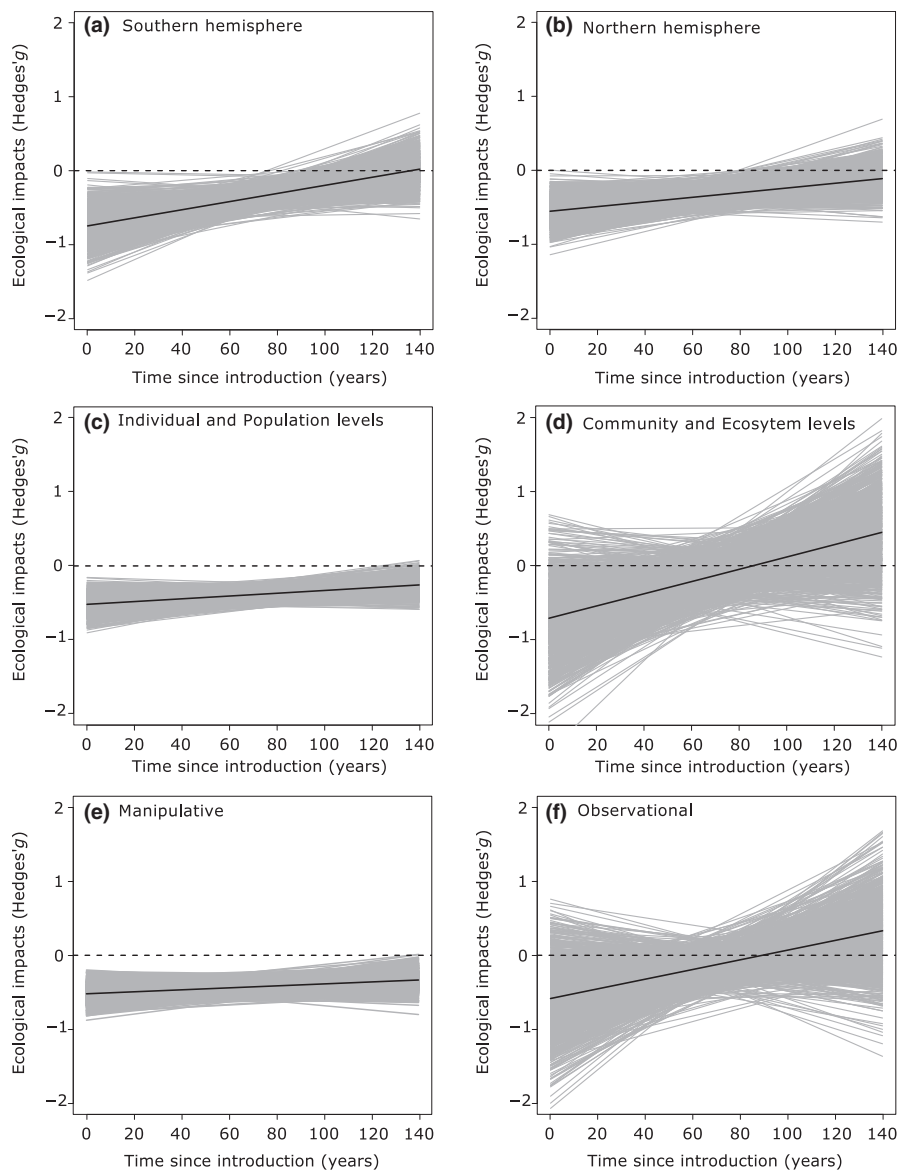 (a) Southern hemisphere
Ecological impacts (Hedges'g)
2
1
0
−1
−2
0 20 40 60 80 100 120 140
Time since introduction (years)
(b) Northern hemisphere
Ecological impacts (Hedges'g)
2
1
0
−1
−2
0 20 40 60 80 100 120 140
Time since introduction (years)
(c) Individual and Population levels
Ecological impacts (Hedges'g)
2
1
0
−1
−2
0 20 40 60 80 100 120 140
Time since introduction (years)
(d) Community and Ecosytem levels
Ecological impacts (Hedges'g)
2
1
0
−1
−2
0 20 40 60 80 100 120 140
Time since introduction (years)
(e) Manipulative
Ecological impacts (Hedges'g)
2
1
0
−1
−2
0 20 40 60 80 100 120 140
Time since introduction (years)
(f) Observational
Ecological impacts (Hedges'g)
2
1
0
−1
−2
0 20 40 60 80 100 120 140
Time since introduction (years)